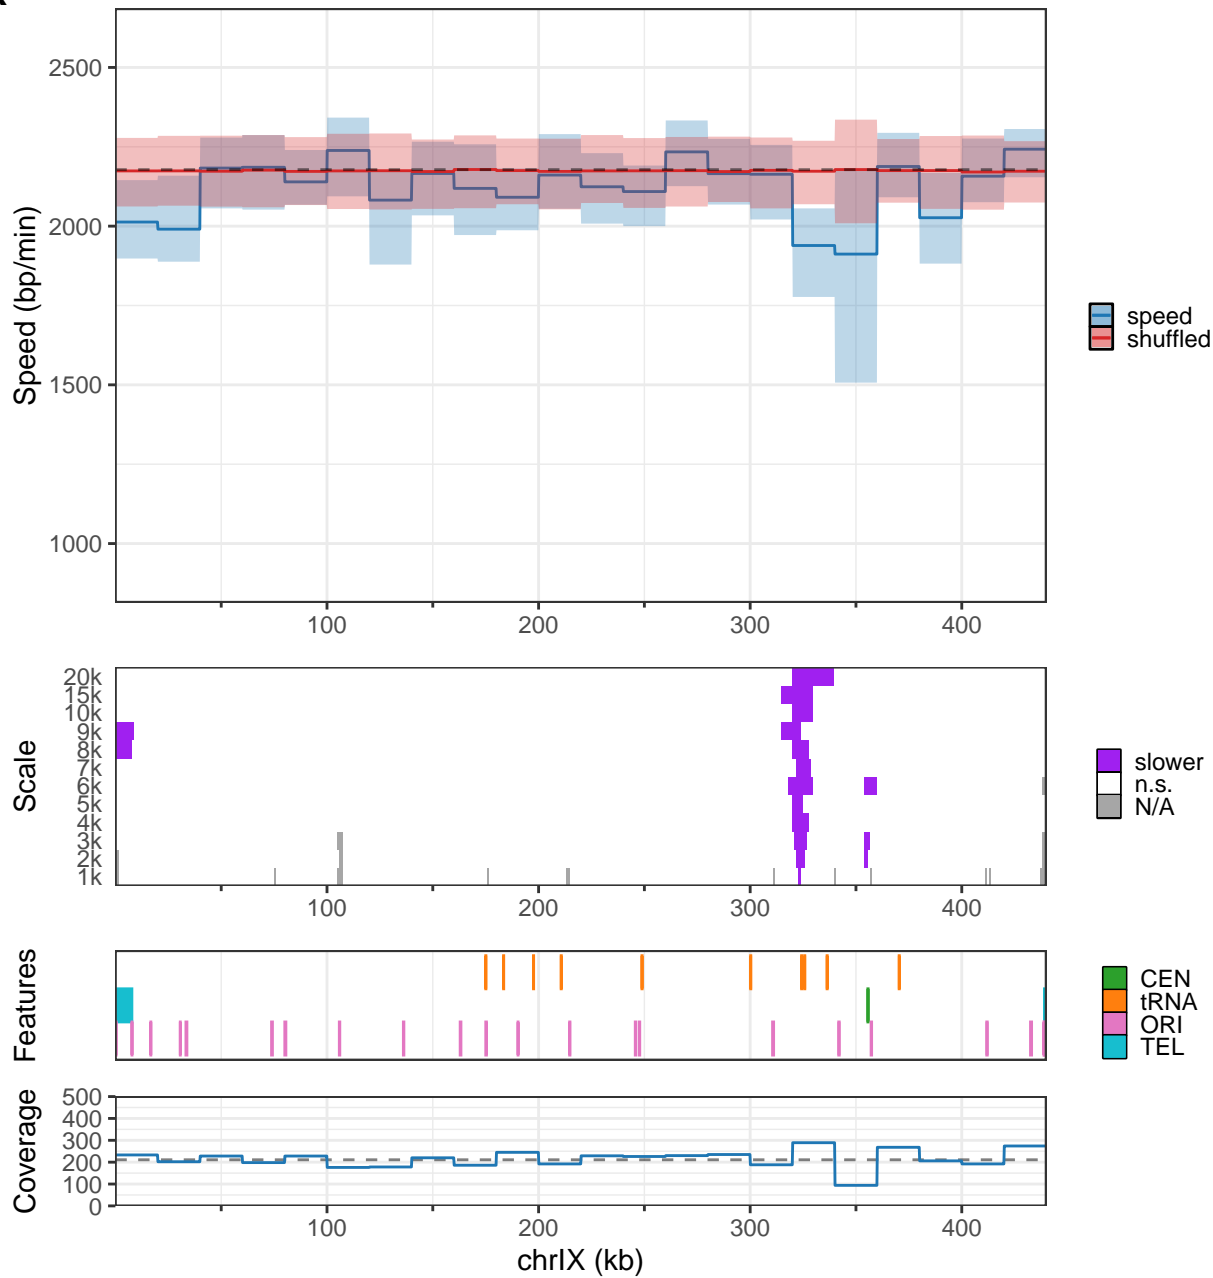 2500
2000
1500
1000
Speed (bp/min)
100
200
300
400
speed
shuffled
20k
15k
10k
9k
8k
7k
6k
5k
4k
3k
2k
1k
Scale
100
200
300
400
slower
n.s.
N/A
Features
CEN
tRNA
ORI
TEL
500
400
300
200
100
0
Coverage
100
200
300
400
chrIX (kb)